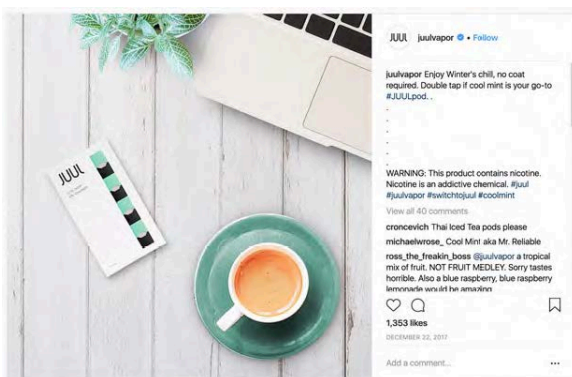 JUUL
JUUL juulvapor • Follow
juulvapor Enjoy Winter's chill, no coat
required. Double tap if cool mint is your go-to
#JUULpod. .
.
.
.
.
.
WARNING: This product contains nicotine.
Nicotine is an addictive chemical. #juul
#juulvapor #switchtojuul #coolmint
View all 40 comments
croncevich Thai Iced Tea pods please
michaelwrose_ Cool Mint aka Mr. Reliable
ross_the_freakin_boss @juulvapor a tropical
mix of fruit. NOT FRUIT MEDLEY. Sorry tastes
horrible. Also a blue raspberry, blue raspberry
lemonade would be amazing
1,353 likes
DECEMBER 22, 2017
Add a comment...